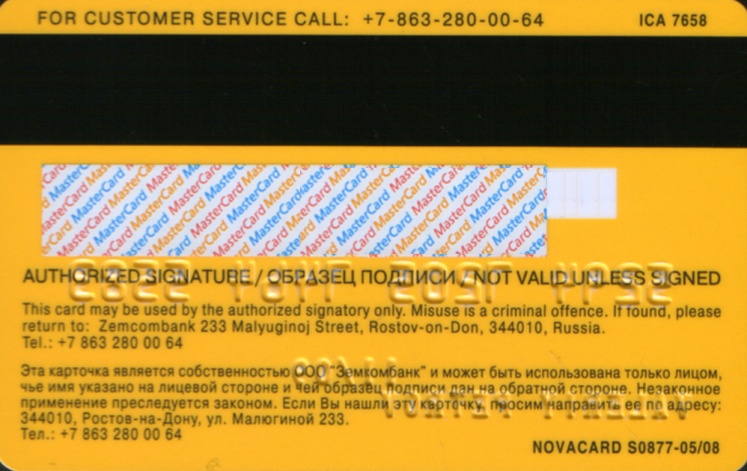 FOR CUSTOMER SERVICE CALL: +7-863-280-00-64 ICA 7658
MasterCard MasterCard MasterCard MasterCard MasterCard
AUTHORIZED SIGNATURE / ОБРАЗЕЦ ПОДПИСИ / NOT VALID UNLESS SIGNED
This card may be used by the authorized signatory only. Misuse is a criminal offence. If found, please
return to: Zemcombank 233 Malyuginoj Street, Rostov-on-Don, 344010, Russia.
Tel.: +7 863 280 00 64
Эта карточка является собственностью ООО "Земкомбанк" и может быть использована только лицом,
чье имя указано на лицевой стороне и чей образец подписи дан на обратной стороне. Незаконное
применение преследуется законом. Если Вы нашли эту карточку, просим направить ее по адресу:
344010, Ростов-на-Дону, ул. Малюгиной 233.
Тел.: +7 863 280 00 64
NOVACARD S0877-05/08